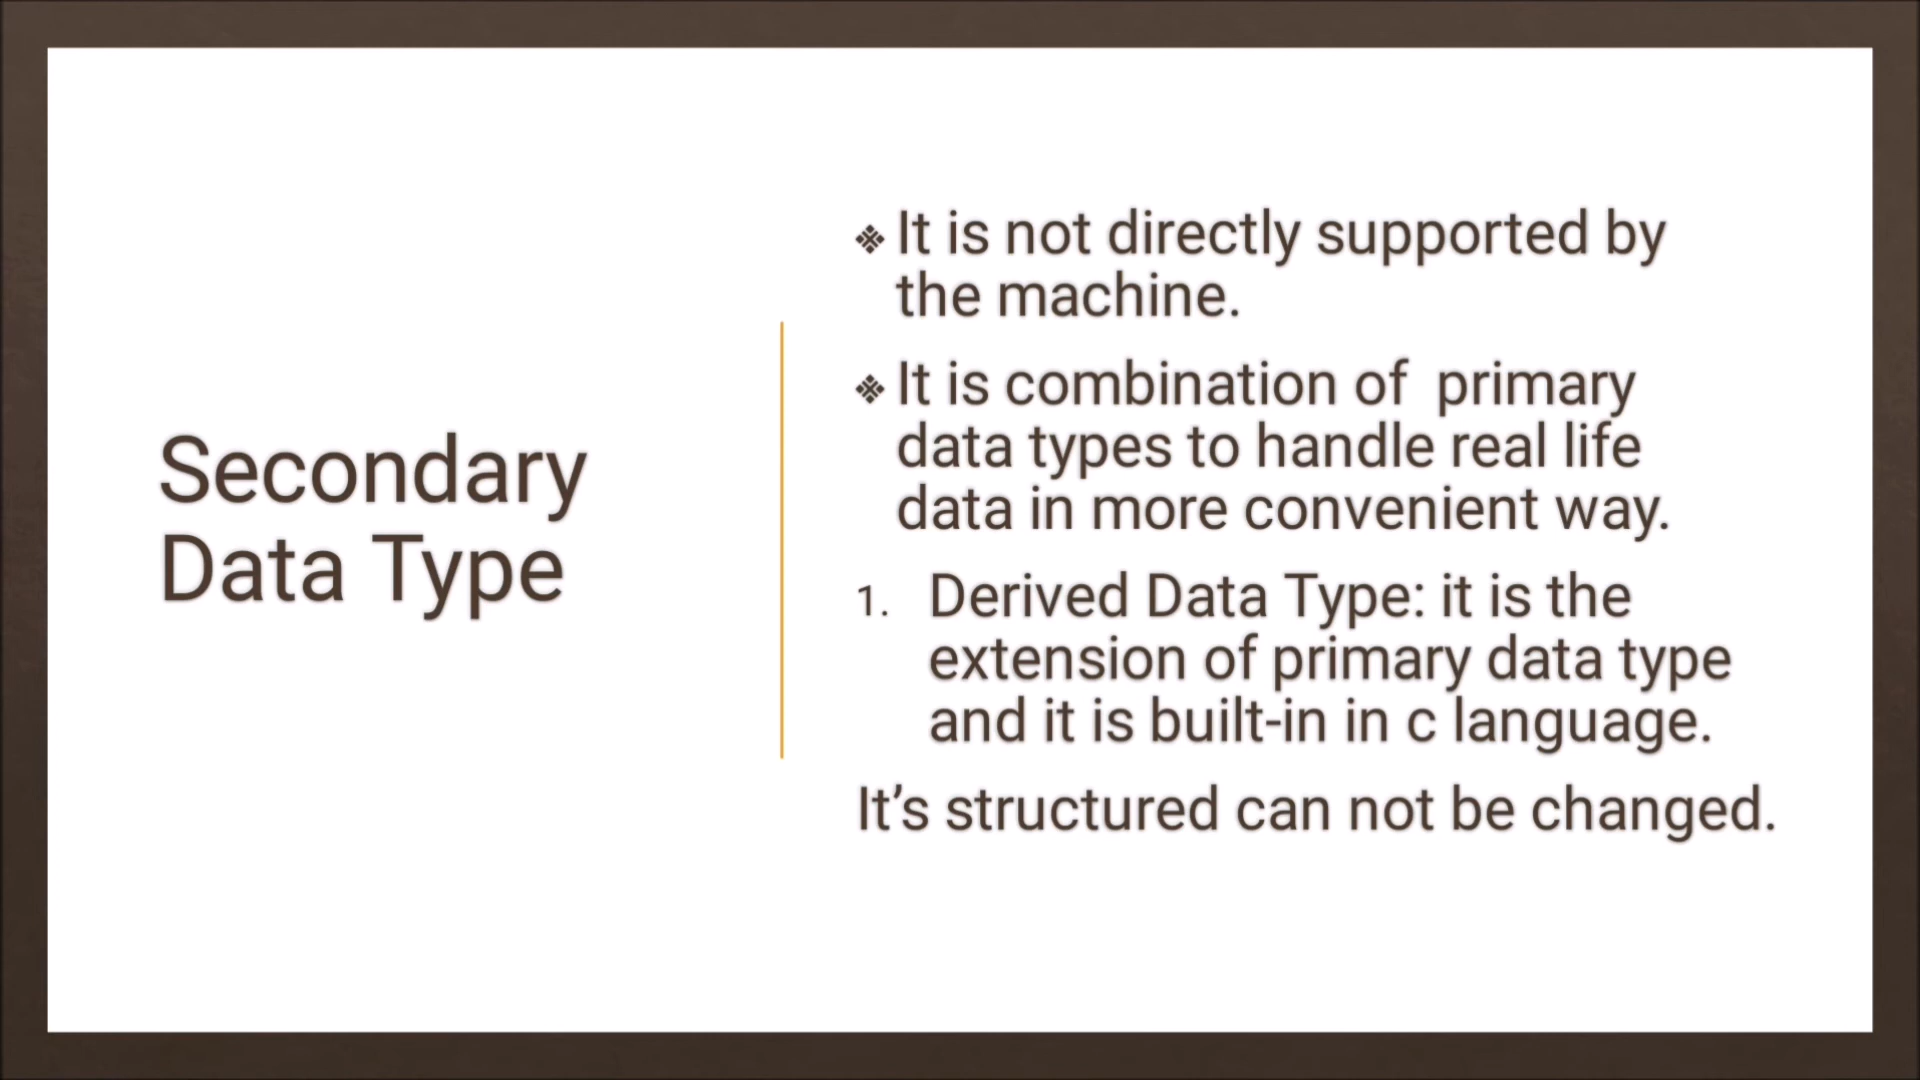 Secondary
Data Type
❖ It is not directly supported by
the machine.
❖ It is combination of  primary
data types to handle real life
data in more convenient way.
1. Derived Data Type: it is the
extension of primary data type
and it is built-in in c language.
It’s structured can not be changed.